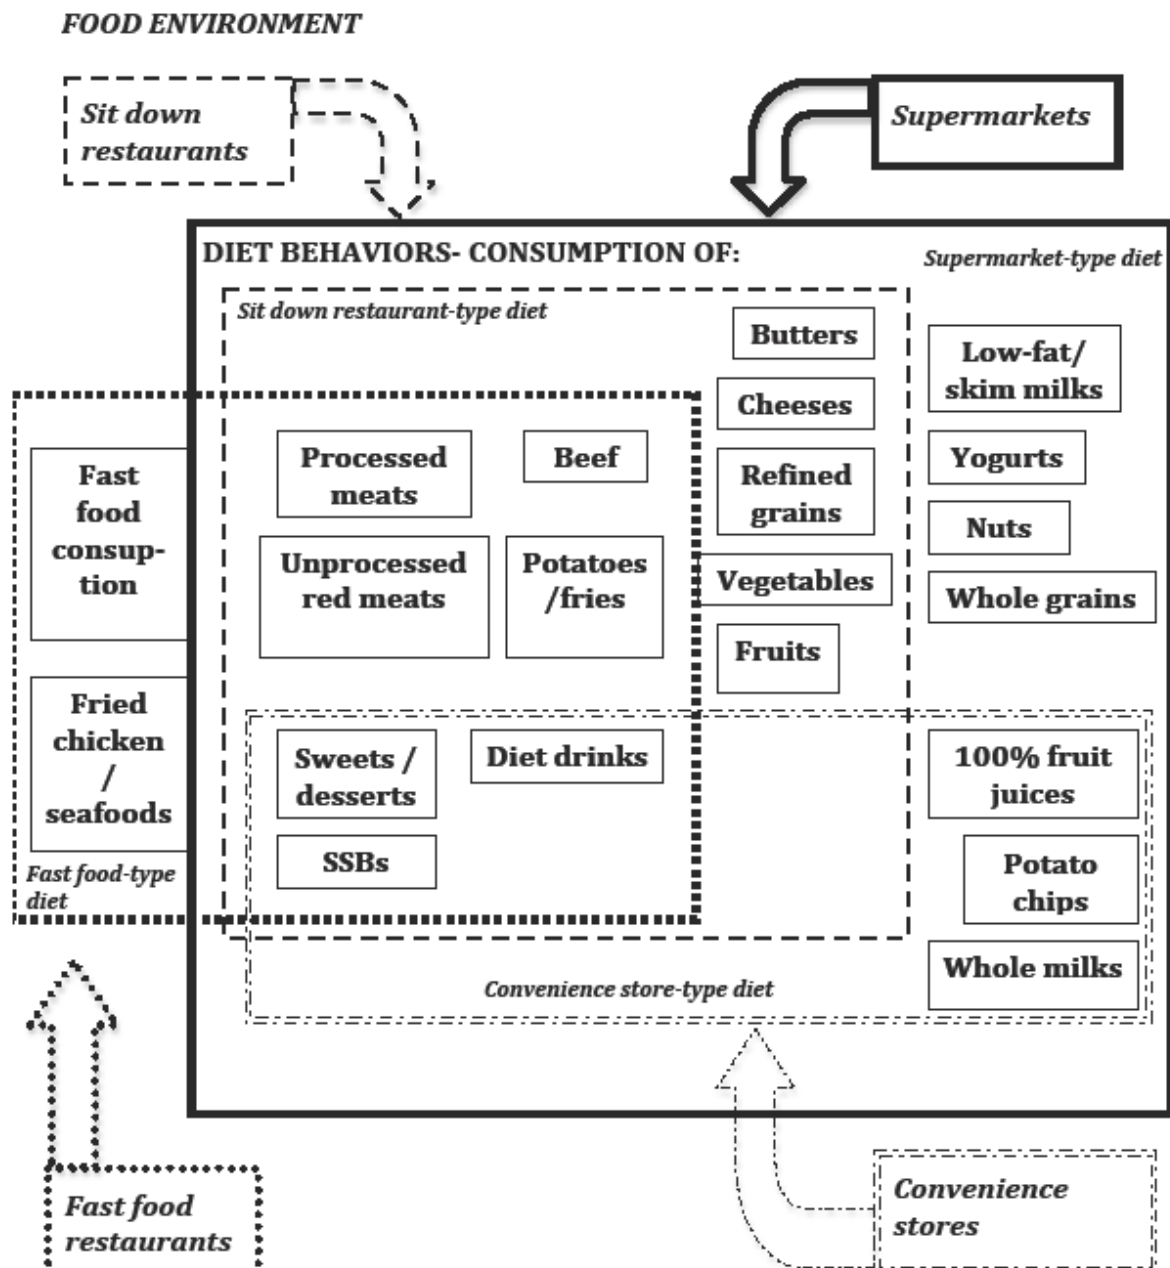 FOOD ENVIRONMENT
Sit down
restaurants
Supermarkets
DIET BEHAVIORS- CONSUMPTION OF:
Supermarket-type diet
Sit down restaurant-type diet
Butters
Low-fat/
skim milks
Cheeses
Processed
meats
Beef
Yogurts
Fast
food
consup-
tion
Refined
grains
Nuts
Unprocessed
red meats
Potatoes
/fries
Vegetables
Whole grains
Fruits
Fried
chicken
/
seafoods
Sweets /
desserts
Diet drinks
100% fruit
juices
SSBs
Potato
chips
Fast food-type
diet
Whole milks
Convenience store-type diet
Fast food
restaurants
Convenience
stores